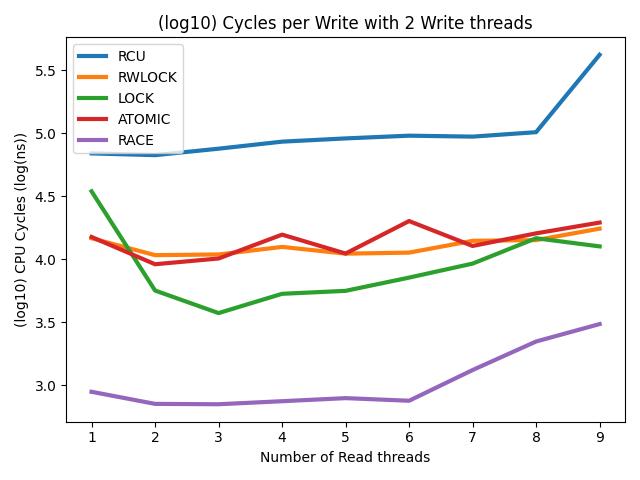 (log10) Cycles per Write with 2 Write threads
RCU
RWLOCK
LOCK
ATOMIC
RACE
(log10) CPU Cycles (log(ns))
5.5
5.0
4.5
4.0
3.5
3.0
1 2 3 4 5 6 7 8 9
Number of Read threads